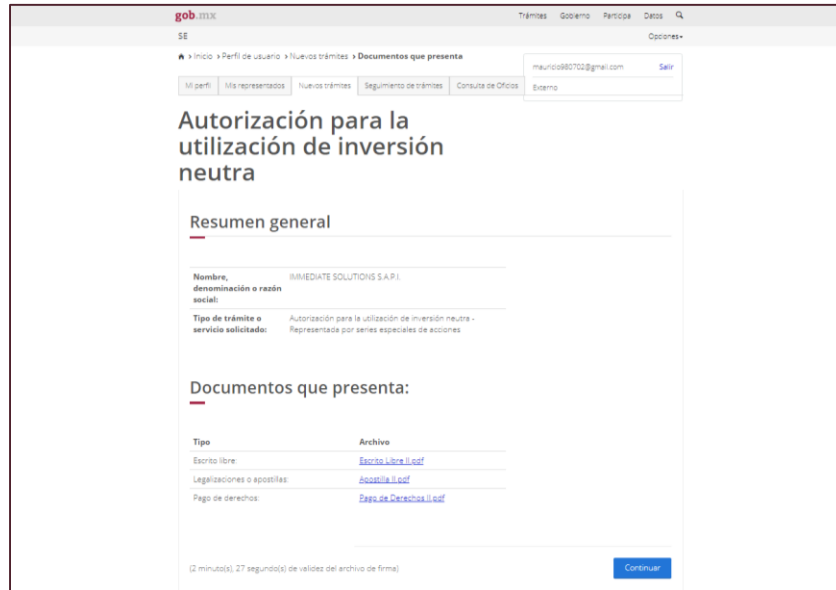 gob.mx Trámites Gobierno Participa Datos
SE Opciones
> Inicio > Perfil de usuario > Nuevos trámites > Documentos que presenta
mauricio980702@gmail.com Salir
Mi perfil Mis representados Nuevos trámites Seguimiento de trámites Consulta de Oficios Externo
Autorización para la
utilización de inversión
neutra
Resumen general
Nombre, IMMEDIATE SOLUTIONS S.A.P.I.
denominación o razón
social:
Tipo de trámite o Autorización para la utilización de inversión neutra -
servicio solicitado: Representada por series especiales de acciones
Documentos que presenta:
Tipo Archivo
Escrito libre: Escrito Libre II.pdf
Legalizaciones o apostillas: Apostilla II.pdf
Pago de derechos: Pago de Derechos II.pdf
(2 minuto(s), 27 segundo(s) de validez del archivo de firma) Continuar